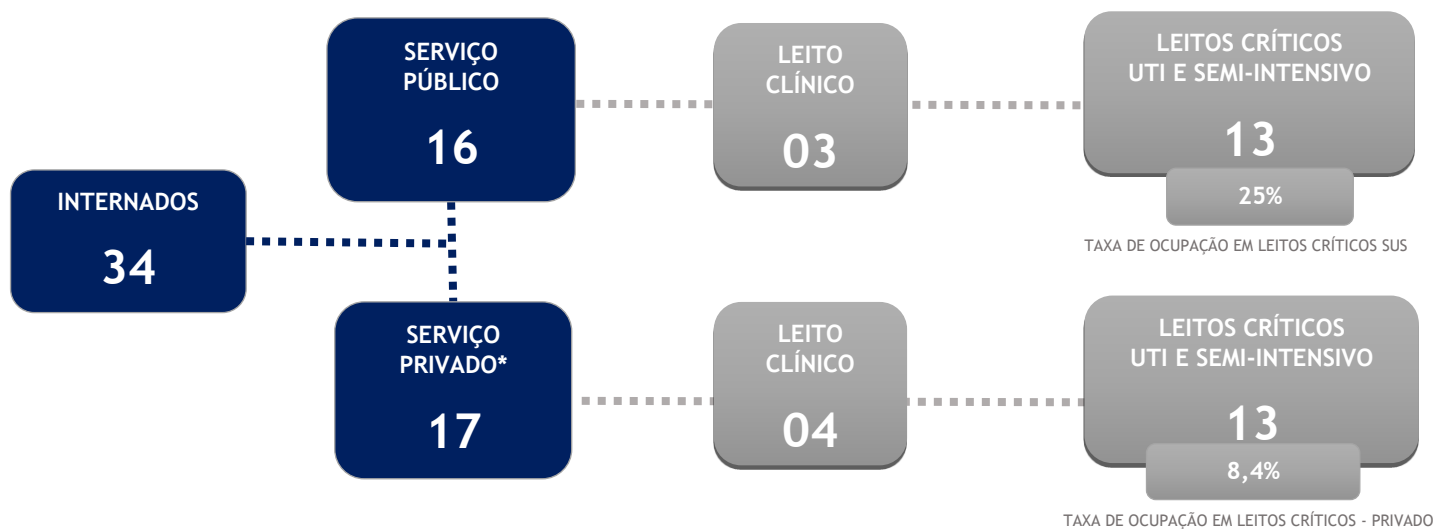 INTERNADOS
34
SERVIÇO
PÚBLICO
16
LEITO
CLÍNICO
03
LEITOS CRÍTICOS
UTI E SEMI-INTENSIVO
13
25%
TAXA DE OCUPAÇÃO EM LEITOS CRÍTICOS SUS
SERVIÇO
PRIVADO*
17
LEITO
CLÍNICO
04
LEITOS CRÍTICOS
UTI E SEMI-INTENSIVO
13
8,4%
TAXA DE OCUPAÇÃO EM LEITOS CRÍTICOS - PRIVADO